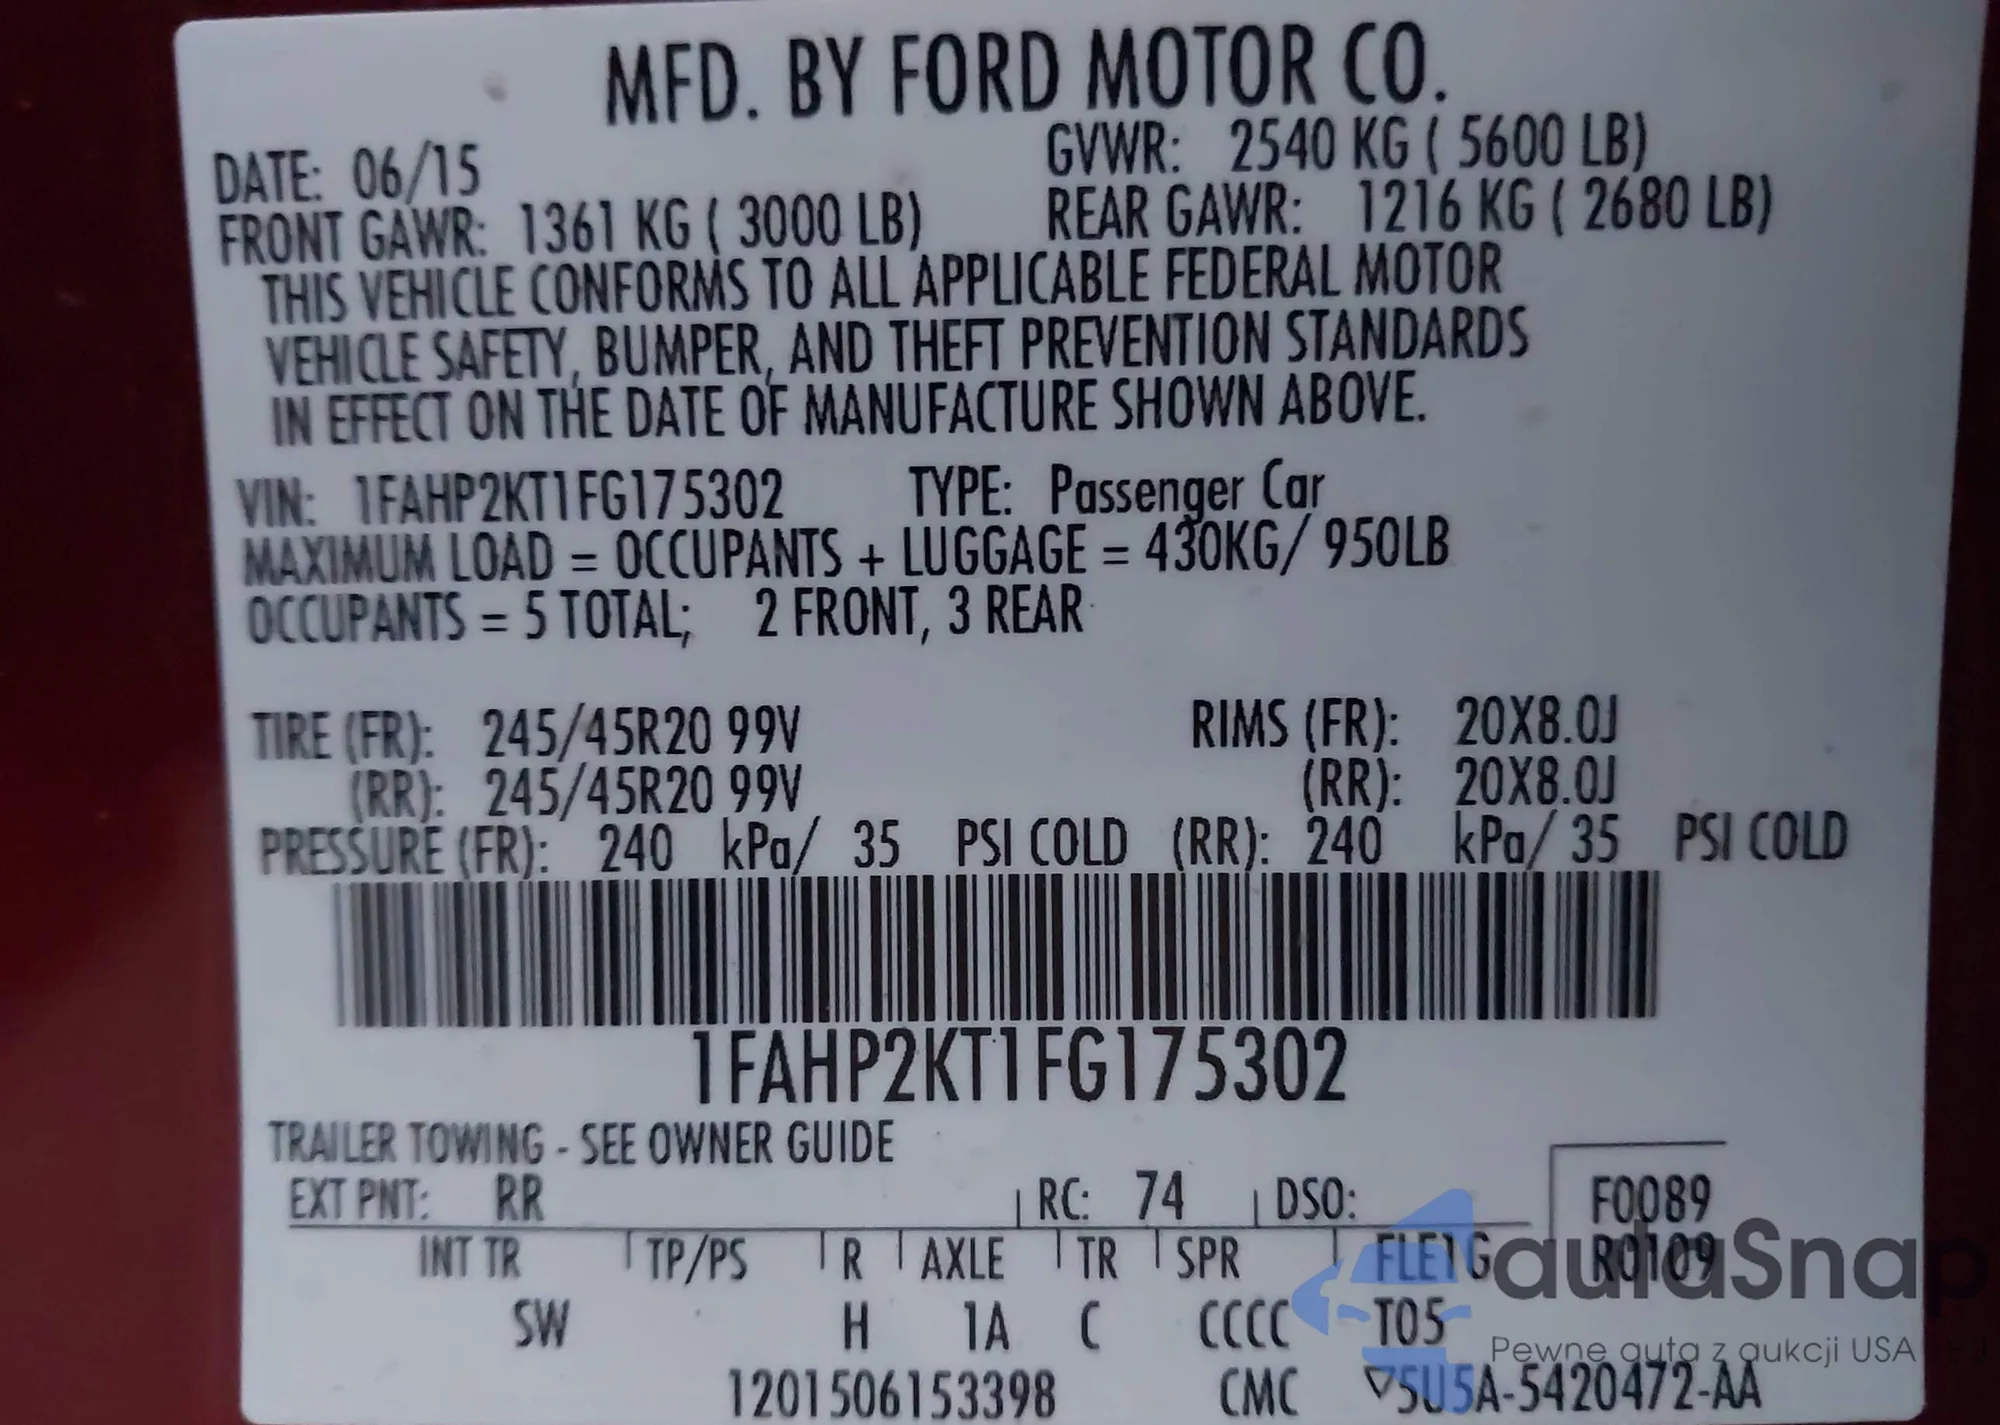 MFD. BY FORD MOTOR CO.
DATE: 06/15 GVWR: 2540 KG ( 5600 LB)
FRONT GAWR: 1361 KG ( 3000 LB) REAR GAWR: 1216 KG ( 2680 LB)
THIS VEHICLE CONFORMS TO ALL APPLICABLE FEDERAL MOTOR
VEHICLE SAFETY, BUMPER, AND THEFT PREVENTION STANDARDS
IN EFFECT ON THE DATE OF MANUFACTURE SHOWN ABOVE.
VIN: 1FAHP2KT1FG175302 TYPE: Passenger Car
MAXIMUM LOAD = OCCUPANTS + LUGGAGE = 430KG/ 950LB
OCCUPANTS = 5 TOTAL; 2 FRONT, 3 REAR
TIRE (FR): 245/45R20 99V RIMS (FR): 20X8.0J
(RR): 245/45R20 99V (RR): 20X8.0J
PRESSURE (FR): 240 kPa/ 35 PSI COLD (RR): 240 kPa/ 35 PSI COLD
1FAHP2KT1FG175302
TRAILER TOWING - SEE OWNER GUIDE
EXT PNT: RR RC: 74 DSO: F0089
INT TR TP/PS R AXLE TR SPR FLE1G R0109
SW H 1A C CCCC T05
1201506153398 CMC ▽5U5A-5420472-AA
autaSnap
Pewne auta z aukcji USA